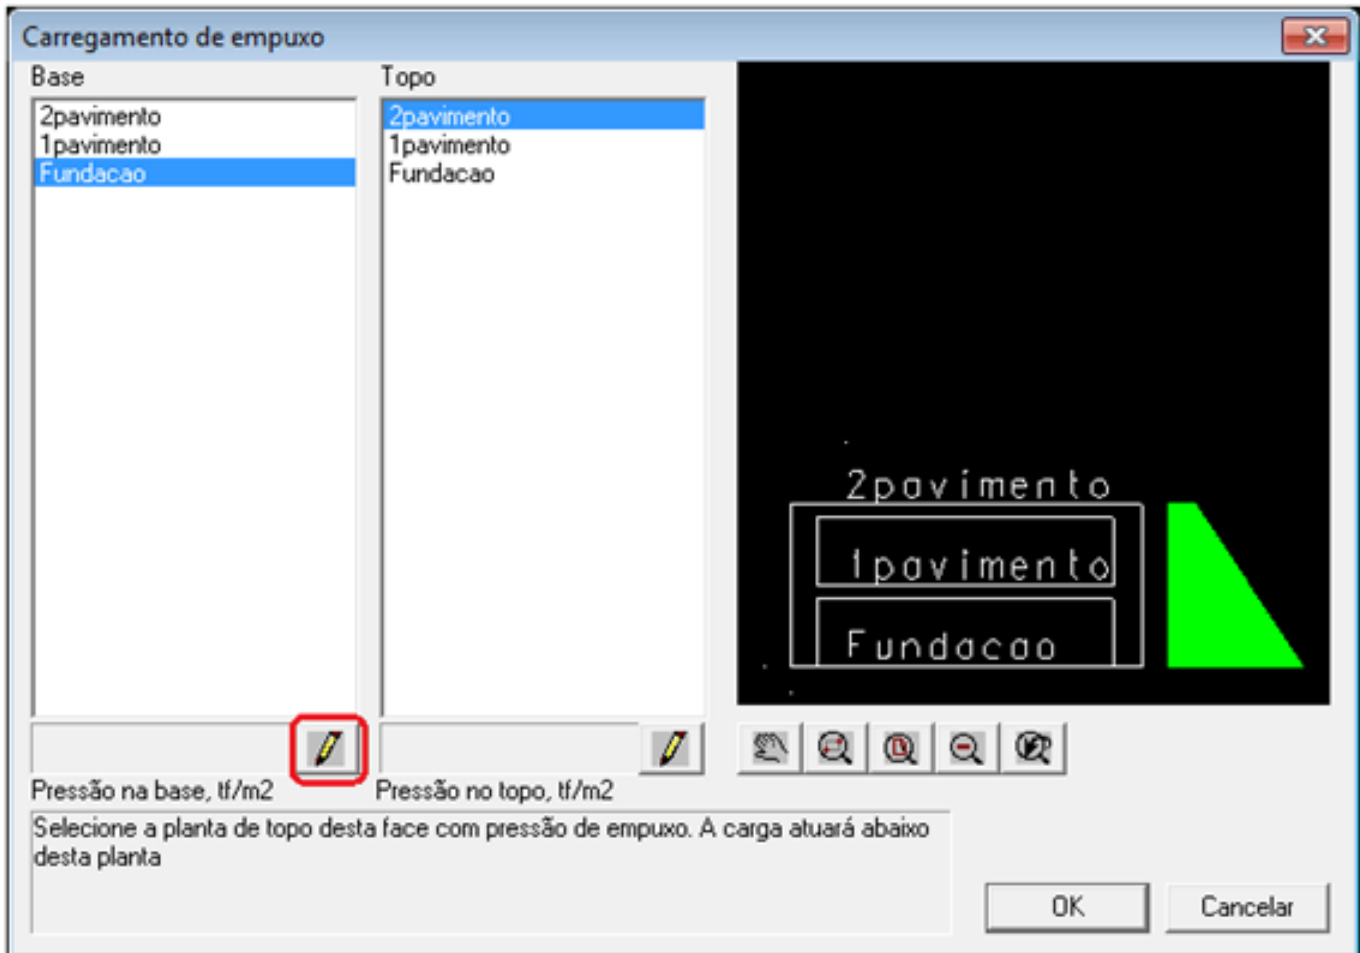 Carregamento de empuxo
Base
Topo
2pavimento
1pavimento
Fundacao
2pavimento
1pavimento
Fundacao
2pavimento
1pavimento
Fundacao
Pressão na base, tf/m2
Pressão no topo, tf/m2
Selecione a planta de topo desta face com pressão de empuxo. A carga atuará abaixo
desta planta
OK
Cancelar